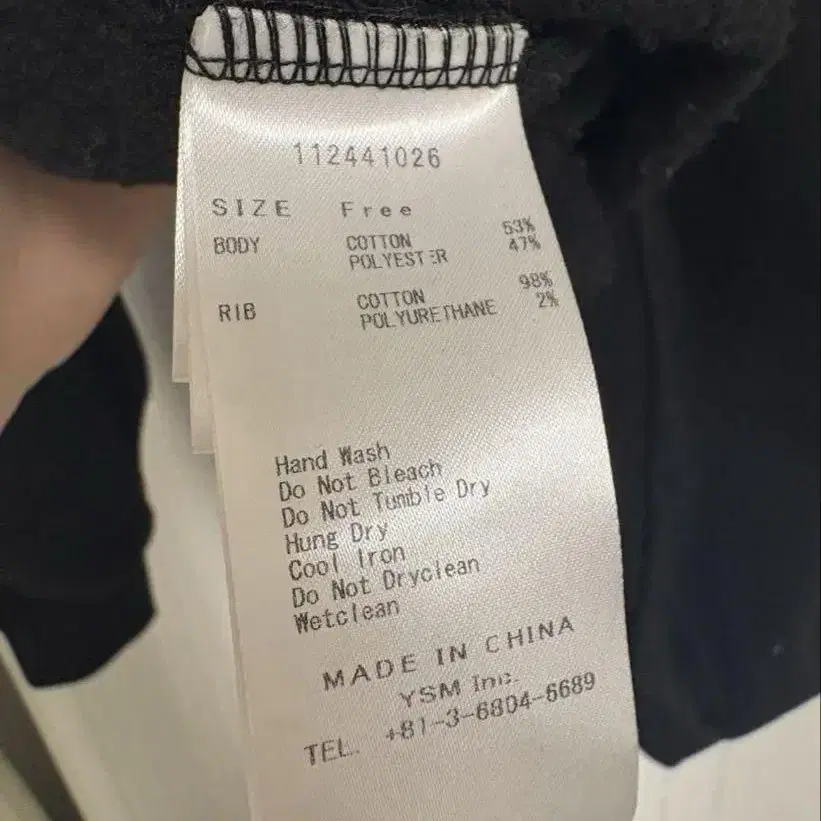 112441026
SIZE Free
BODY COTTON 53%
POLYESTER 47%
RIB COTTON 98%
POLYURETHANE 2%
Hand Wash
Do Not Bleach
Do Not Tumble Dry
Hung Dry
Cool Iron
Do Not Dryclean
Wetclean
MADE IN CHINA
YSM Inc.
TEL. +81-3-6804-6689